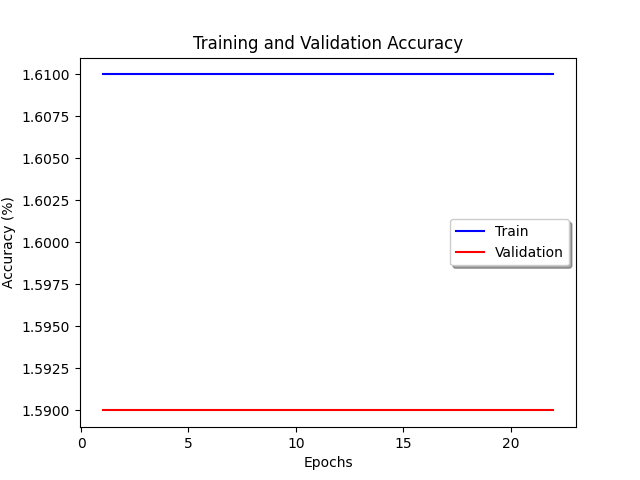 Training and Validation Accuracy
1.6100
1.6075
1.6050
1.6025
1.6000
1.5975
1.5950
1.5925
1.5900
Accuracy (%)
Train
Validation
0 5 10 15 20
Epochs